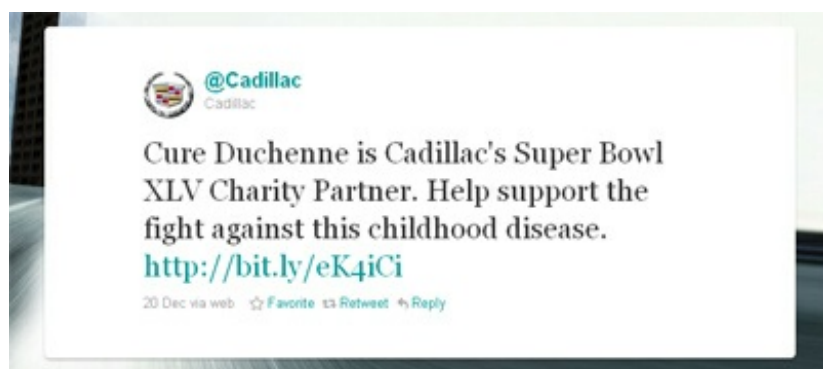 @Cadillac
Cadillac
Cure Duchenne is Cadillac's Super Bowl
XLV Charity Partner. Help support the
fight against this childhood disease.
http://bit.ly/eK4iCi
20 Dec via web Favorite Retweet Reply